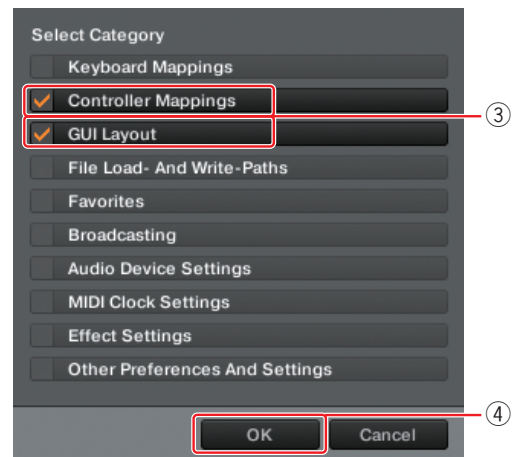 Select Category
Keyboard Mappings
Controller Mappings
③
GUI Layout
File Load- And Write-Paths
Favorites
Broadcasting
Audio Device Settings
MIDI Clock Settings
Effect Settings
Other Preferences And Settings
④
OK Cancel